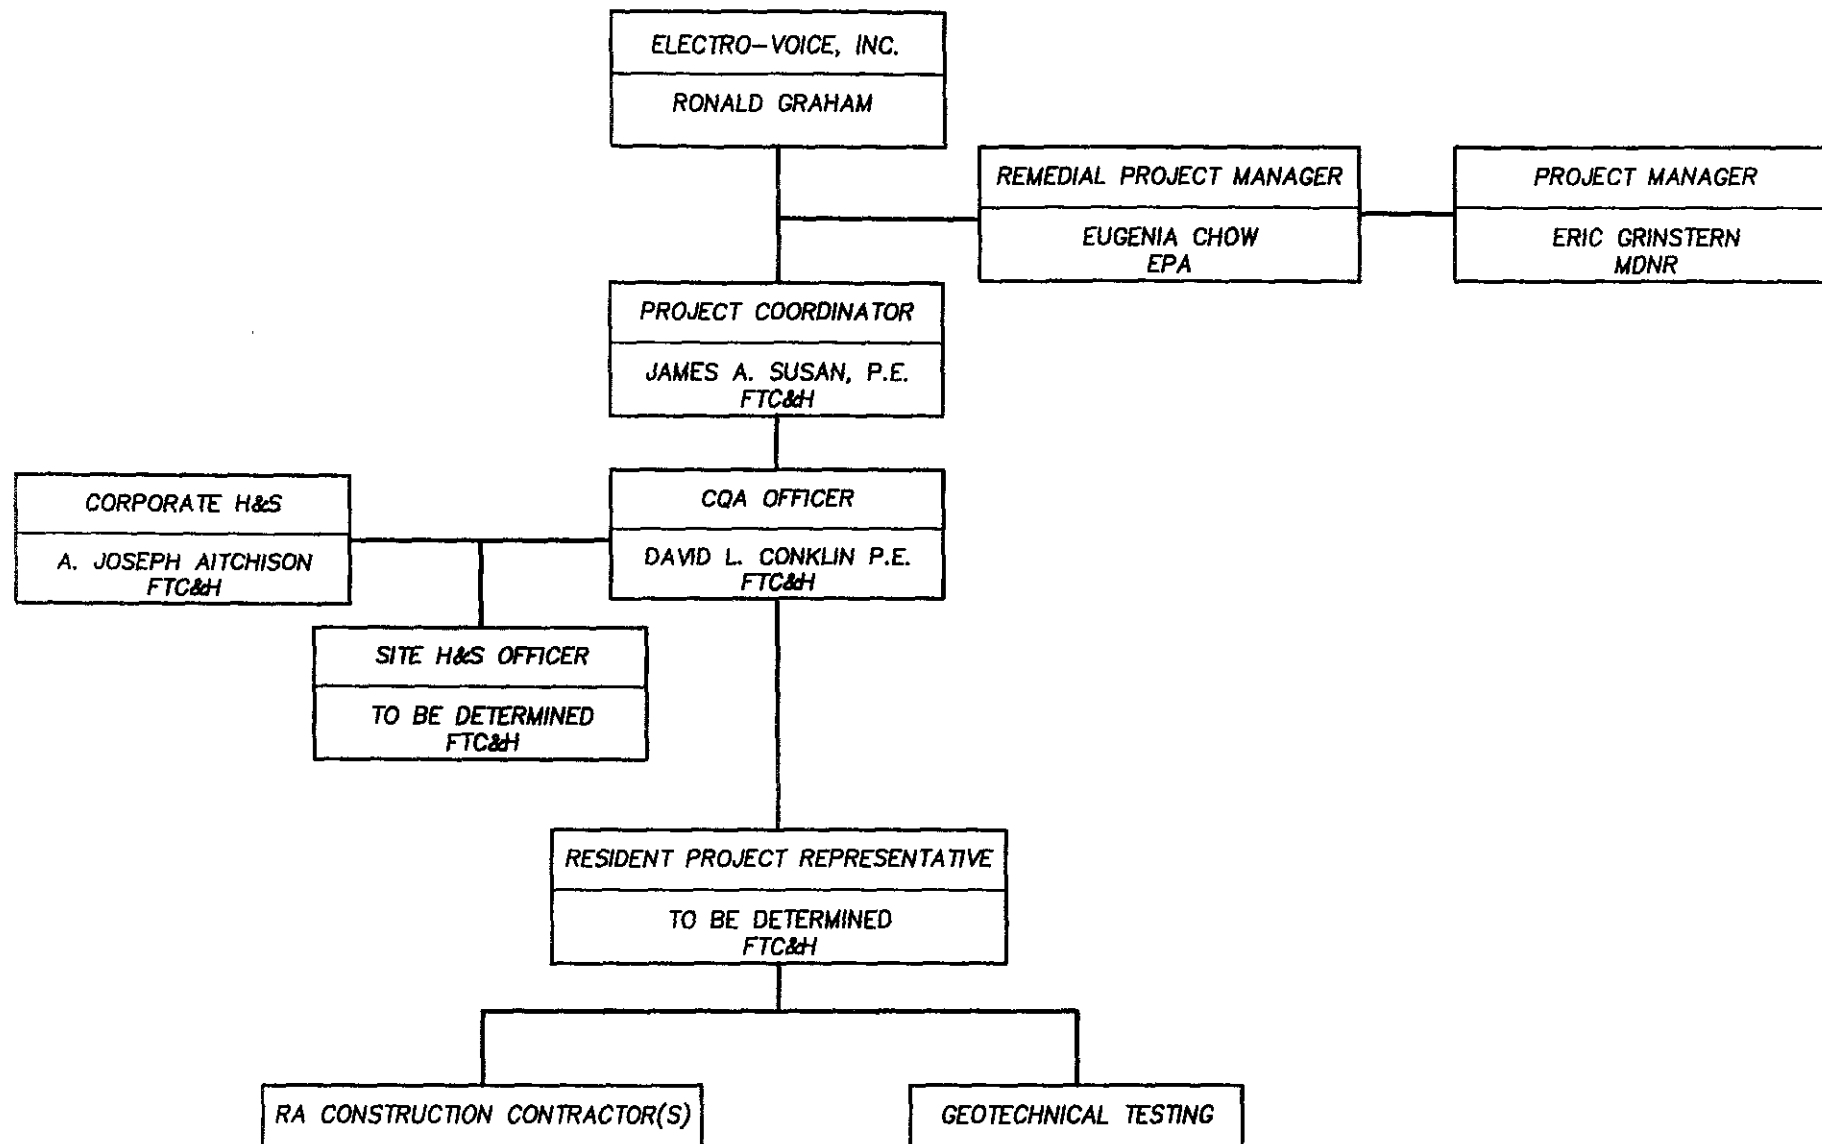 ELECTRO-VOICE, INC.
RONALD GRAHAM
REMEDIAL PROJECT MANAGER
EUGENIA CHOW
EPA
PROJECT MANAGER
ERIC GRINSTERN
MDNR
PROJECT COORDINATOR
JAMES A. SUSAN, P.E.
FTC&H
CORPORATE H&S
A. JOSEPH AITCHISON
FTC&H
CQA OFFICER
DAVID L. CONKLIN P.E.
FTC&H
SITE H&S OFFICER
TO BE DETERMINED
FTC&H
RESIDENT PROJECT REPRESENTATIVE
TO BE DETERMINED
FTC&H
RA CONSTRUCTION CONTRACTOR(S)
GEOTECHNICAL TESTING